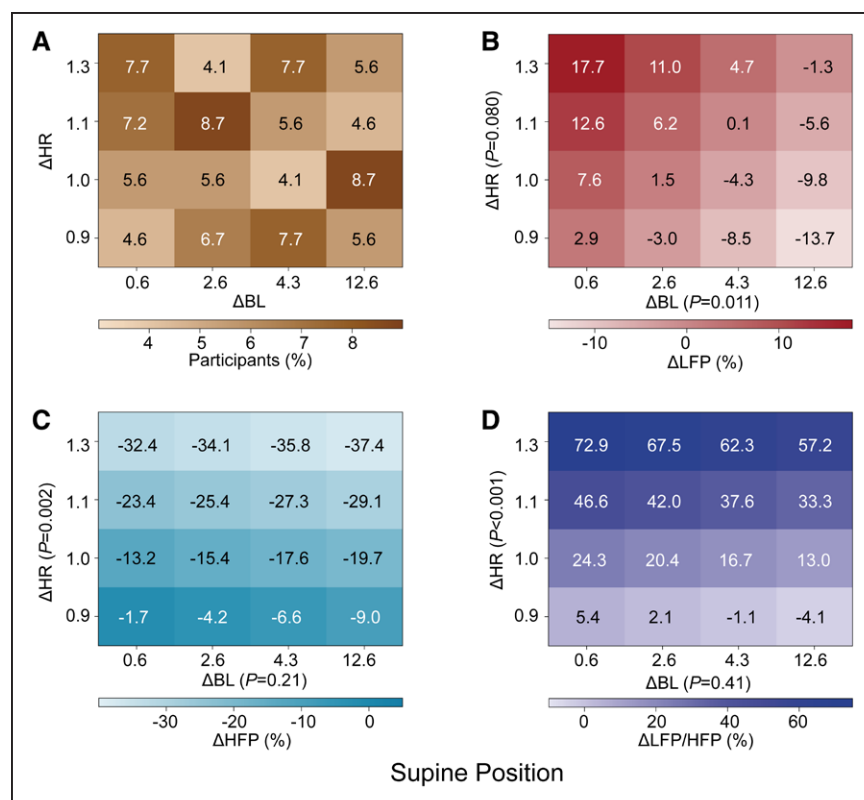 A
1.3 7.7 4.1 7.7 5.6
1.1 7.2 8.7 5.6 4.6
1.0 5.6 5.6 4.1 8.7
0.9 4.6 6.7 7.7 5.6
ΔHR
0.6 2.6 4.3 12.6
ΔBL
4 5 6 7 8
Participants (%)
B
1.3 17.7 11.0 4.7 -1.3
1.1 12.6 6.2 0.1 -5.6
1.0 7.6 1.5 -4.3 -9.8
0.9 2.9 -3.0 -8.5 -13.7
ΔHR (P=0.080)
0.6 2.6 4.3 12.6
ΔBL (P=0.011)
-10 0 10
ΔLFP (%)
C
1.3 -32.4 -34.1 -35.8 -37.4
1.1 -23.4 -25.4 -27.3 -29.1
1.0 -13.2 -15.4 -17.6 -19.7
0.9 -1.7 -4.2 -6.6 -9.0
ΔHR (P=0.002)
0.6 2.6 4.3 12.6
ΔBL (P=0.21)
-30 -20 -10 0
ΔHFP (%)
D
1.3 72.9 67.5 62.3 57.2
1.1 46.6 42.0 37.6 33.3
1.0 24.3 20.4 16.7 13.0
0.9 5.4 2.1 -1.1 -4.1
ΔHR (P<0.001)
0.6 2.6 4.3 12.6
ΔBL (P=0.41)
0 20 40 60
ΔLFP/HFP (%)
Supine Position